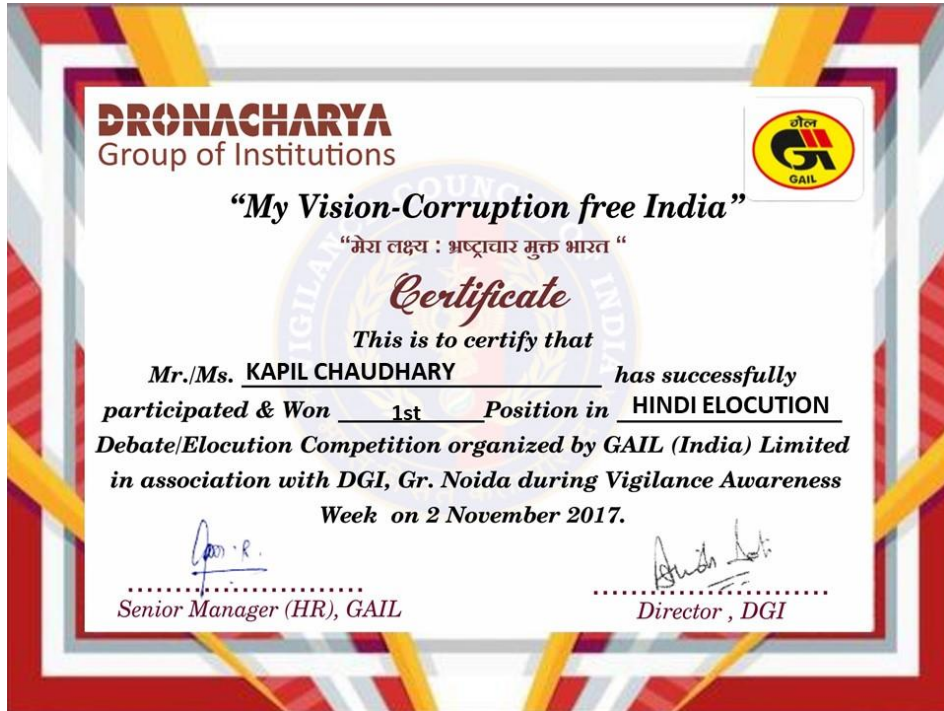 DRONACHARYA
Group of Institutions
गेल
GAIL
“My Vision-Corruption free India”
“मेरा लक्ष्य : भ्रष्ट्राचार मुक्त भारत “
Certificate
This is to certify that
Mr./Ms. KAPIL CHAUDHARY has successfully
participated & Won 1st Position in HINDI ELOCUTION
Debate/Elocution Competition organized by GAIL (India) Limited
in association with DGI, Gr. Noida during Vigilance Awareness
Week on 2 November 2017.
Senior Manager (HR), GAIL
Director , DGI